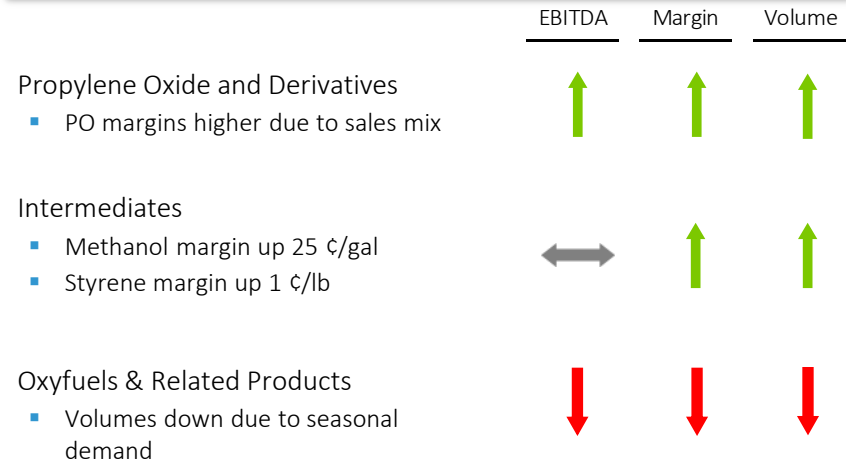 EBITDA Margin Volume
Propylene Oxide and Derivatives
▪ PO margins higher due to sales mix
Intermediates
▪ Methanol margin up 25 ¢/gal
▪ Styrene margin up 1 ¢/lb
Oxyfuels & Related Products
▪ Volumes down due to seasonal
demand